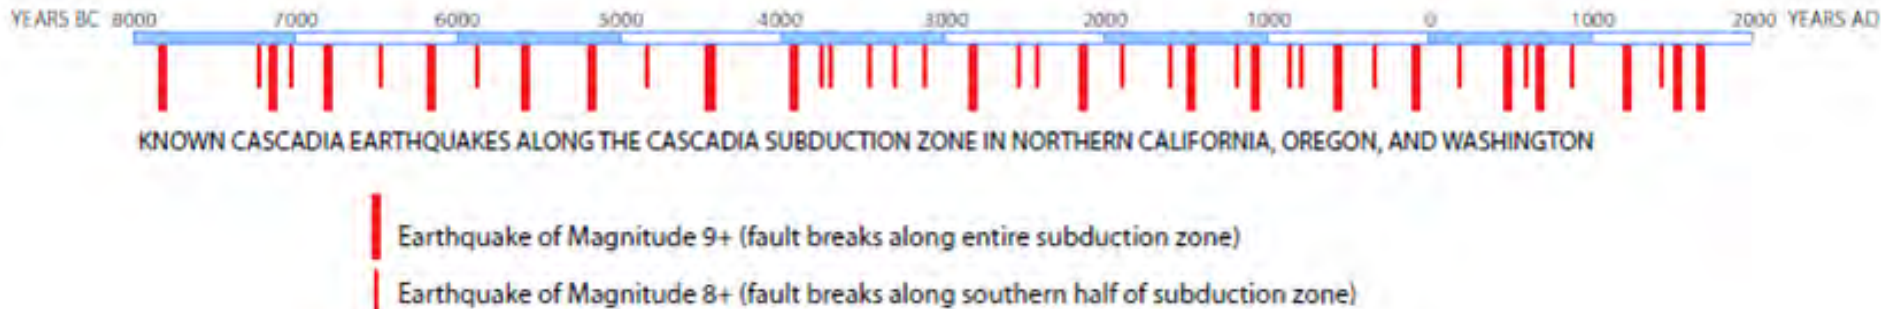 YEARS BC 8000 7000 6000 5000 4000 3000 2000 1000 0 1000 2000 YEARS AD
KNOWN CASCADIA EARTHQUAKES ALONG THE CASCADIA SUBDUCTION ZONE IN NORTHERN CALIFORNIA, OREGON, AND WASHINGTON
Earthquake of Magnitude 9+ (fault breaks along entire subduction zone)
Earthquake of Magnitude 8+ (fault breaks along southern half of subduction zone)